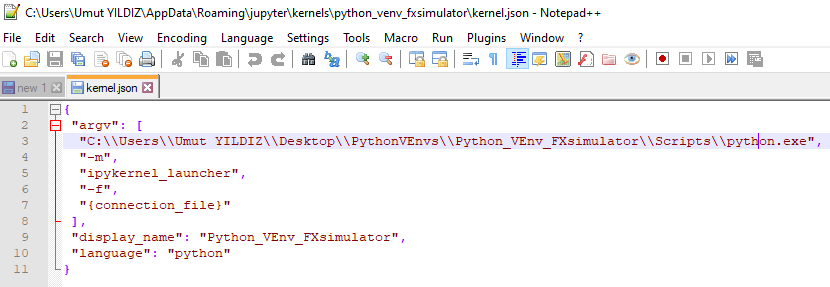 C:\Users\Umut YILDIZ\AppData\Roaming\jupyter\kernels\python_venv_fxsimulator\kernel.json - Notepad++
File Edit Search View Encoding Language Settings Tools Macro Run Plugins Window ?
new 1 kernel.json
1 {
2 "argv": [
3 "C:\\Users\\Umut YILDIZ\\Desktop\\PythonVEnvs\\Python_VEnv_FXsimulator\\Scripts\\python.exe",
4 "-m",
5 "ipykernel_launcher",
6 "-f",
7 "{connection_file}"
8 ],
9 "display_name": "Python_VEnv_FXsimulator",
10 "language": "python"
11 }